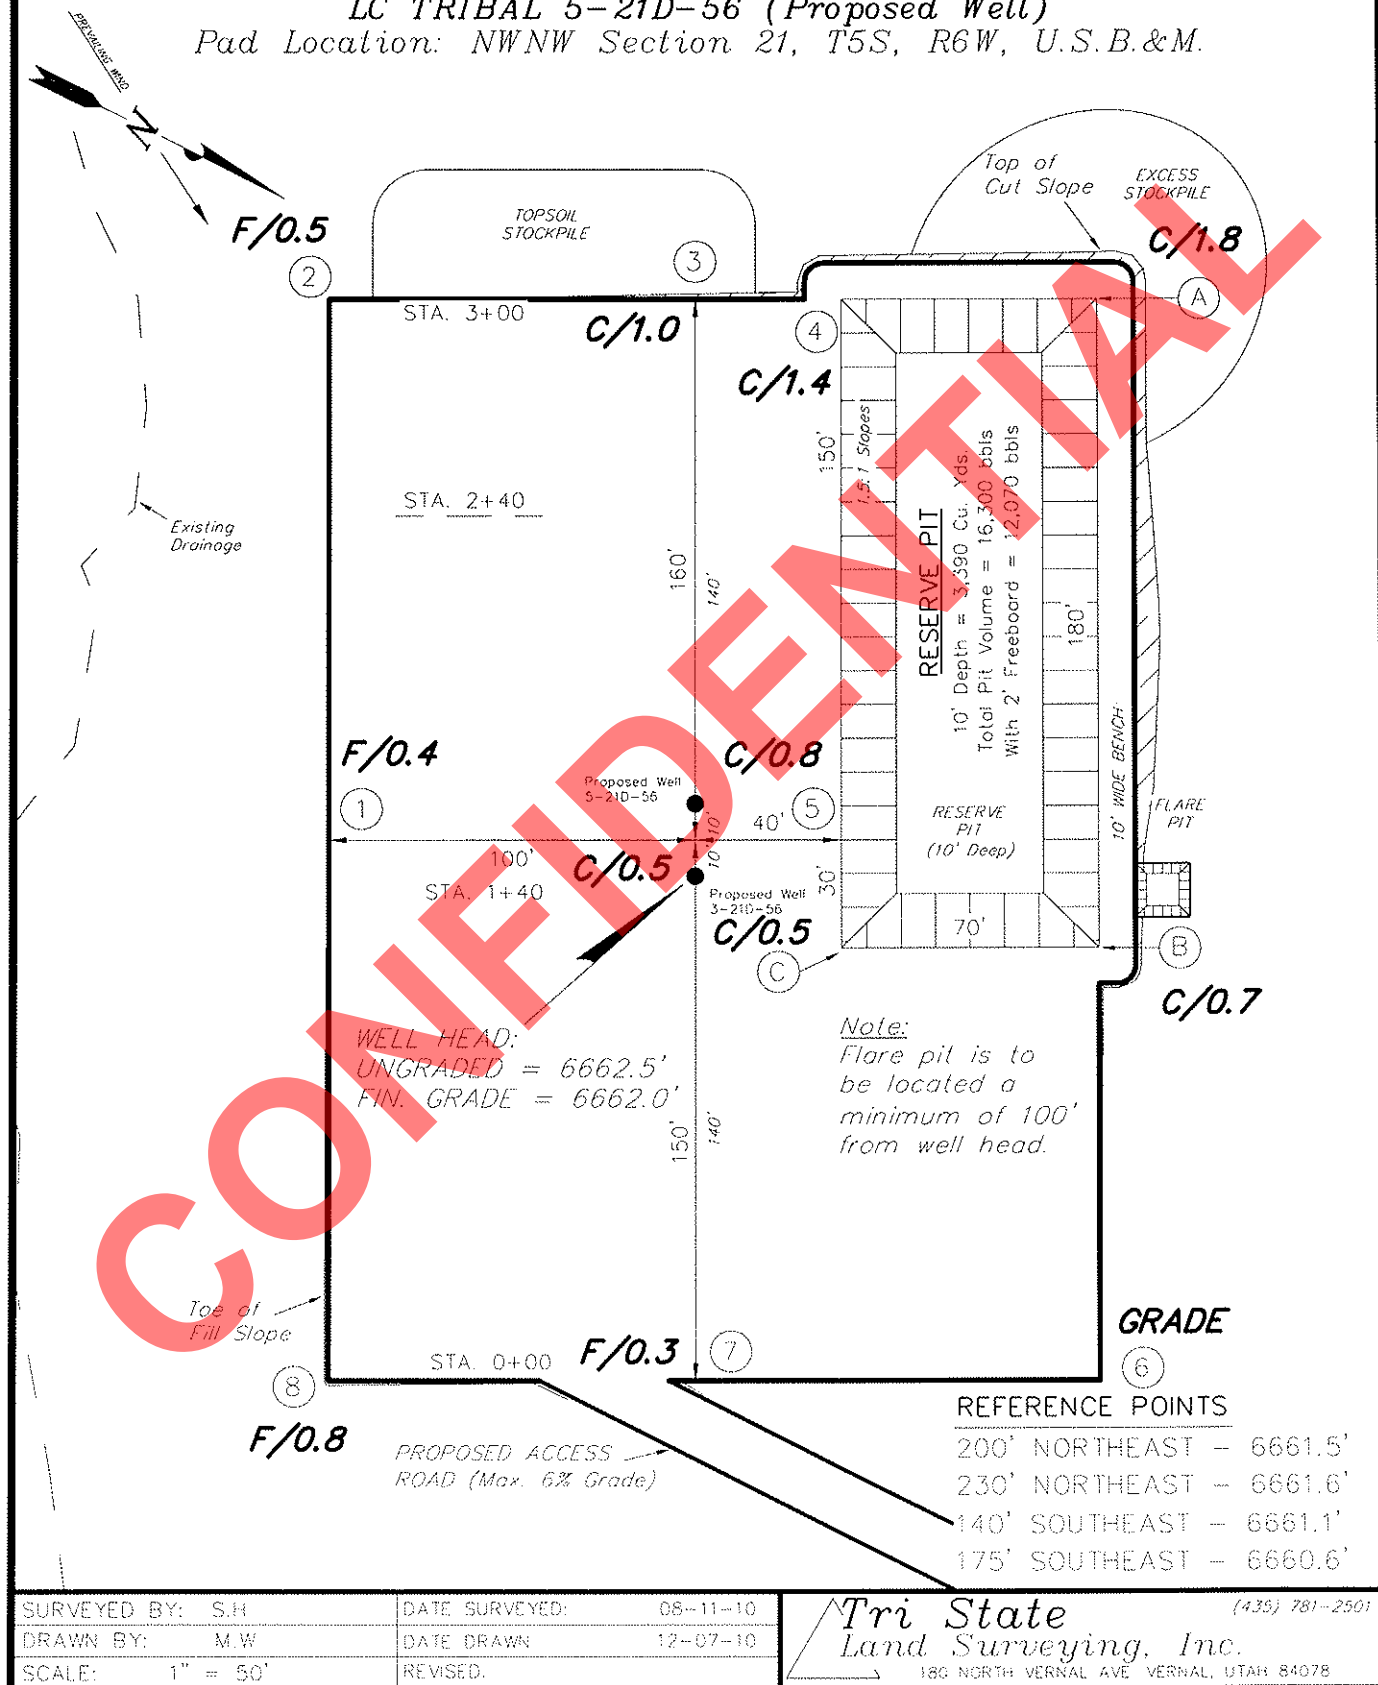 LC TRIBAL 5-21D-56 (Proposed Well)
Pad Location: NWNW Section 21, T5S, R6W, U.S.B.&M.
PREVAILING WIND
N
F/0.5
2
TOPSOIL
STOCKPILE
3
Top of
Cut Slope
EXCESS
STOCKPILE
C/1.8
A
STA. 3+00
C/1.0
4
C/1.4
150'
1.5:1 Slopes
STA. 2+40
Existing
Drainage
160'
140'
RESERVE PIT
10' Depth = 3,390 Cu. Yds.
Total Pit Volume = 16,300 bbls
With 2' Freeboard = 12,070 bbls
180'
10' WIDE BENCH
F/0.4
1
Proposed Well
5-21D-56
C/0.8
5
10'
40'
RESERVE
PIT
(10' Deep)
FLARE
PIT
100'
C/0.5
10'
STA. 1+40
Proposed Well
3-21D-56
C/0.5
30'
70'
C
B
C/0.7
WELL HEAD:
UNGRADED = 6662.5'
FIN. GRADE = 6662.0'
Note:
Flare pit is to
be located a
minimum of 100'
from well head.
150'
140'
CONFIDENTIAL
Toe of
Fill Slope
STA. 0+00
F/0.3
7
GRADE
6
8
F/0.8
PROPOSED ACCESS
ROAD (Max. 6% Grade)
REFERENCE POINTS
200' NORTHEAST - 6661.5'
230' NORTHEAST - 6661.6'
140' SOUTHEAST - 6661.1'
175' SOUTHEAST - 6660.6'
SURVEYED BY: S.H
DATE SURVEYED: 08-11-10
DRAWN BY: M.W
DATE DRAWN 12-07-10
SCALE: 1" = 50'
REVISED.
Tri State
(435) 781-2501
Land Surveying, Inc.
180 NORTH VERNAL AVE VERNAL, UTAH 84078